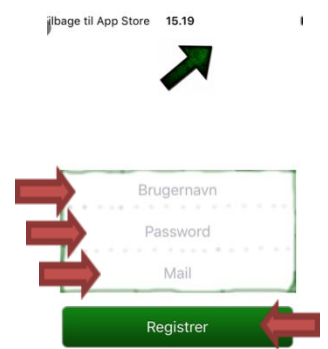 ilbage til App Store 15.19
Brugernavn
Password
Mail
Registrer